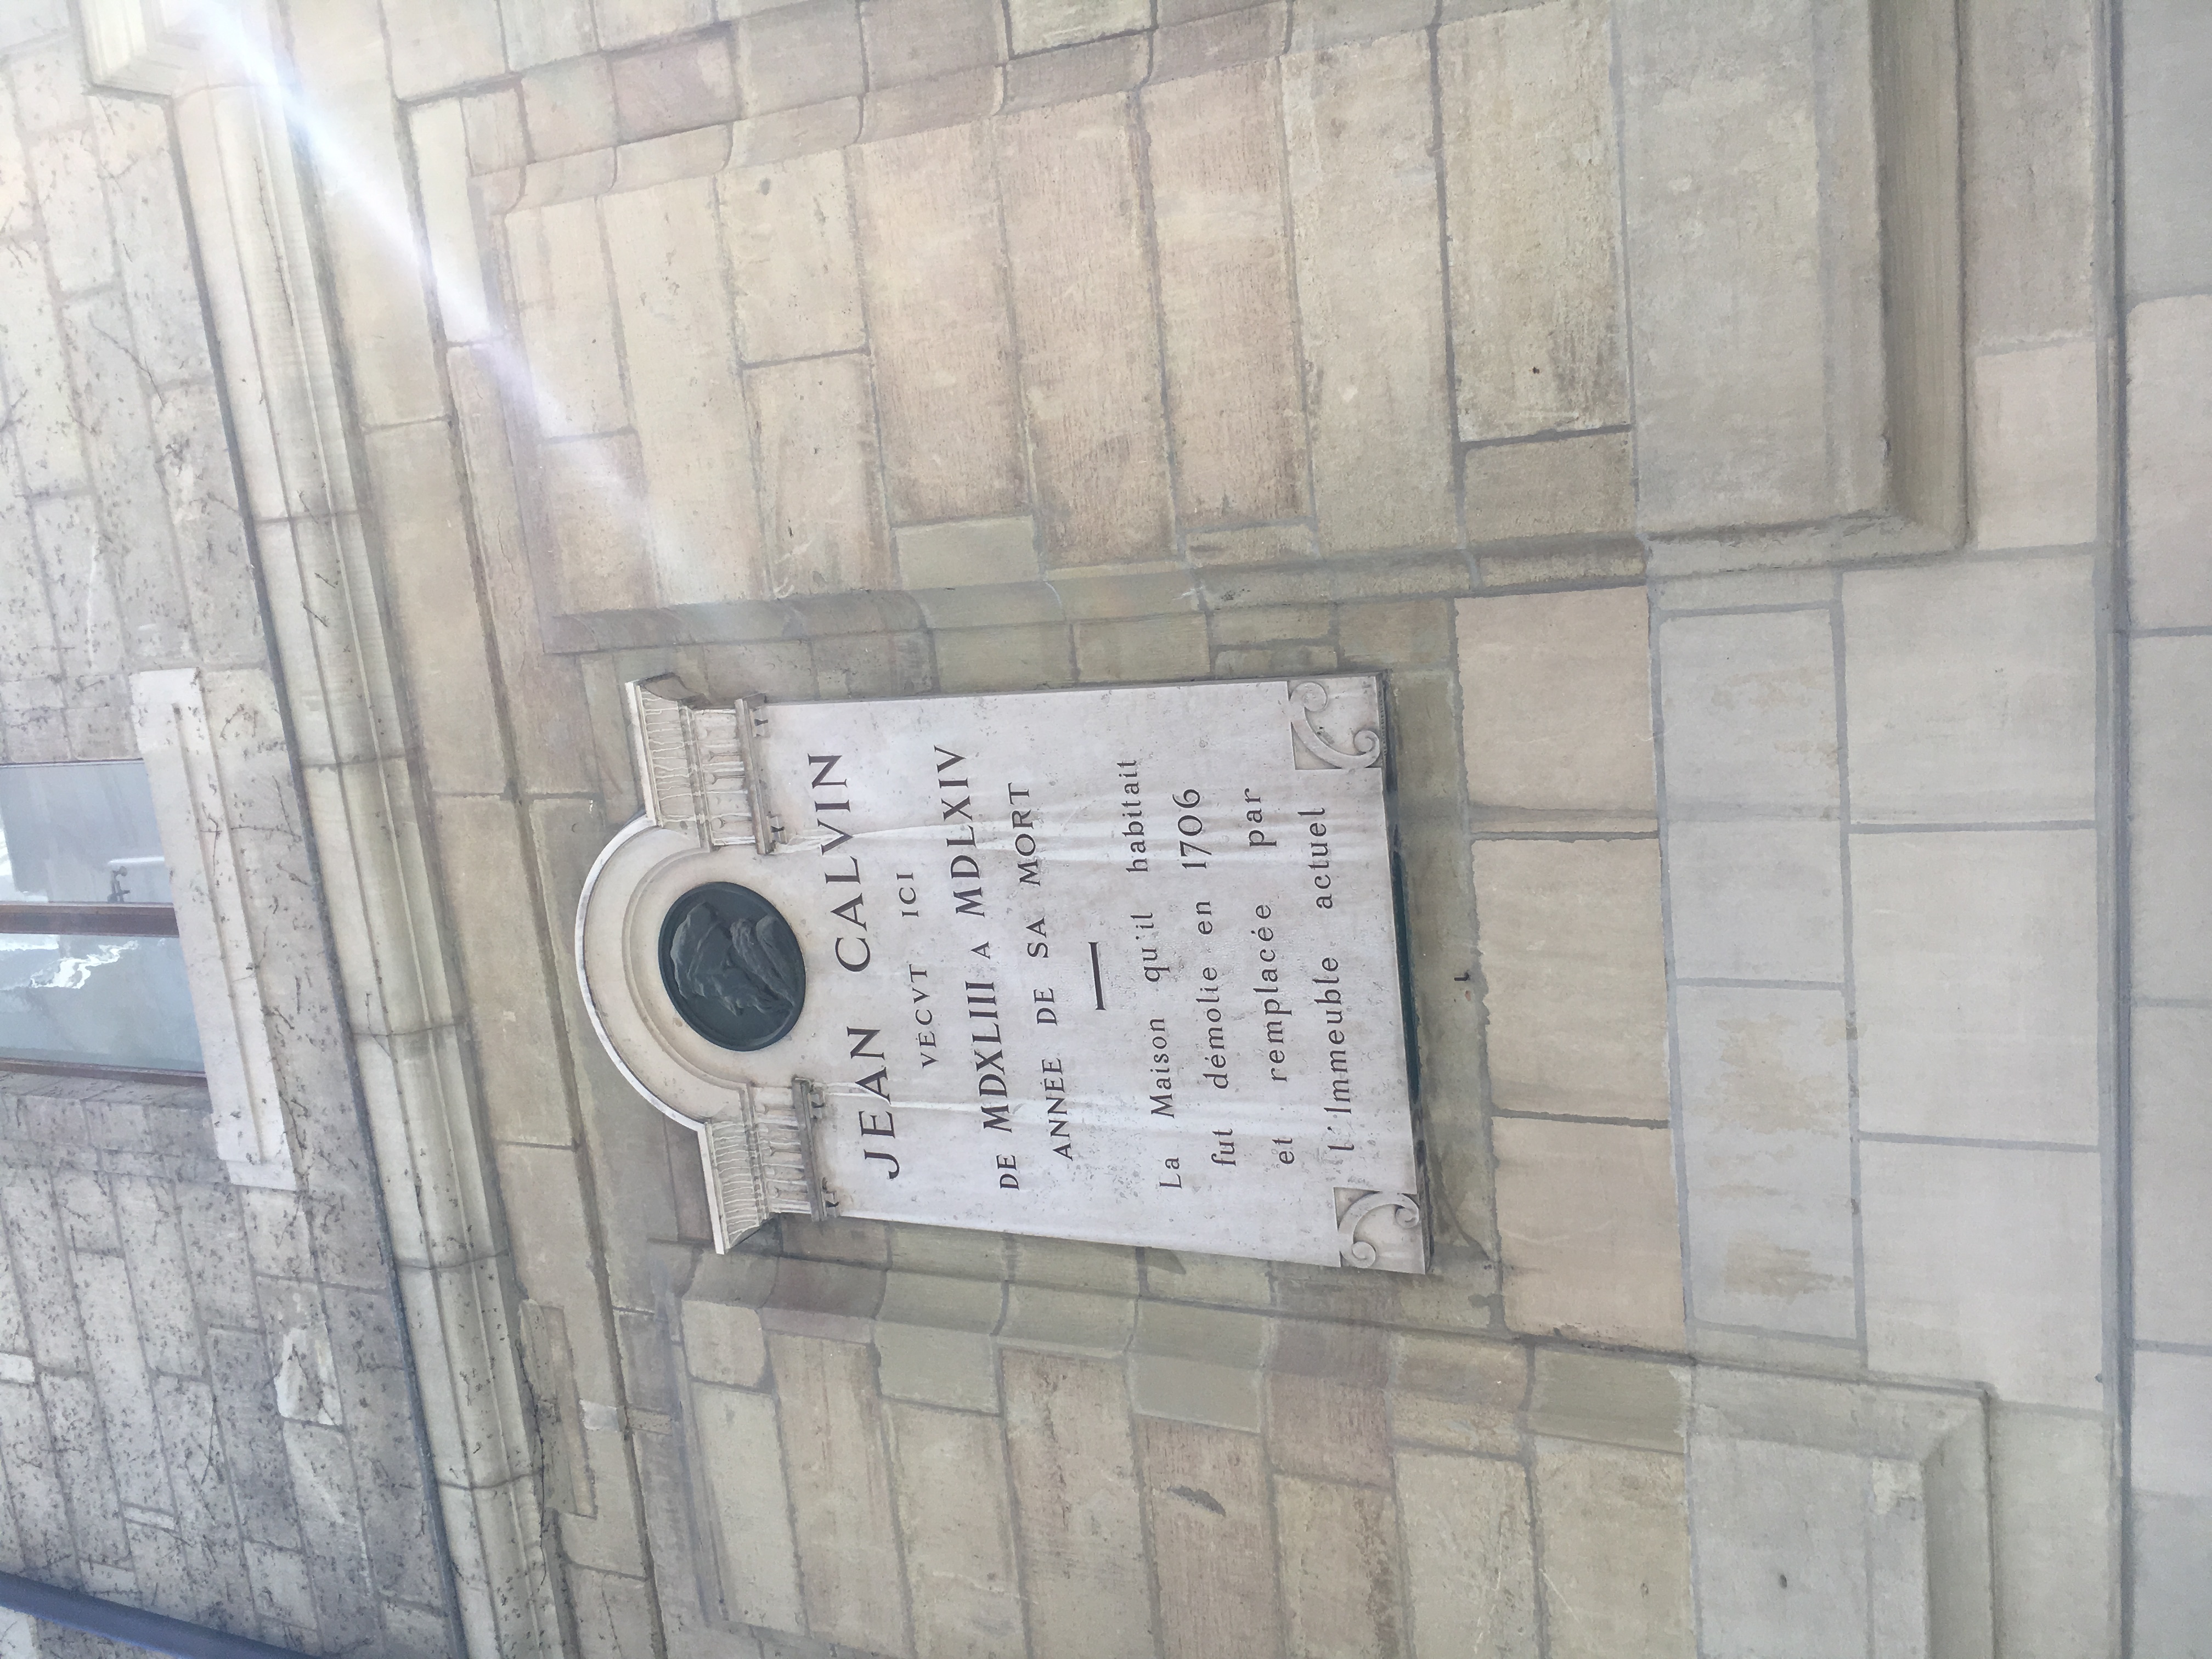 JEAN CALVIN
VÉCVT ICI
DE MDXLIII A MDLXIV
ANNÉE DE SA MORT
La Maison qu'il habitait
fut démolie en 1706
et remplacée par
l'Immeuble actuel